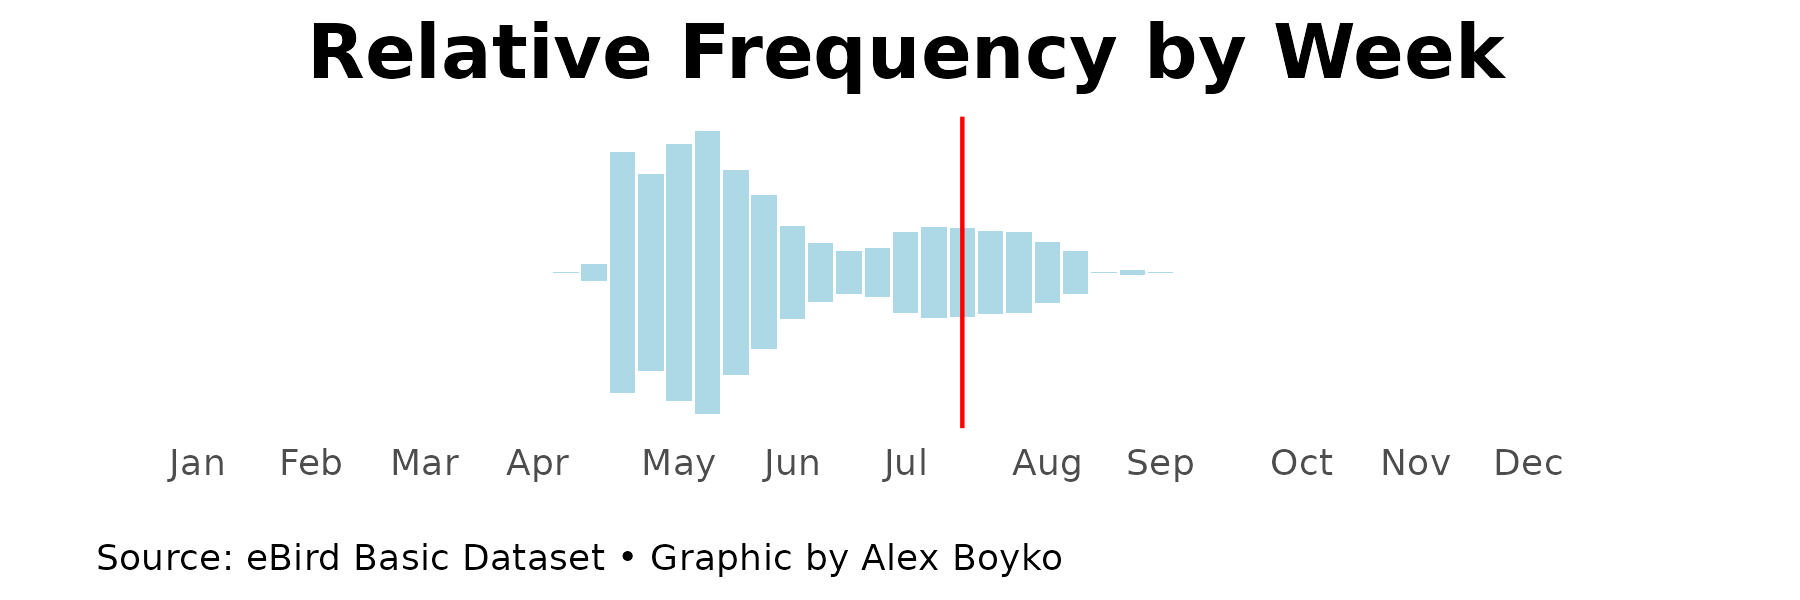 Relative Frequency by Week
Jan Feb Mar Apr May Jun Jul Aug Sep Oct Nov Dec
Source: eBird Basic Dataset • Graphic by Alex Boyko